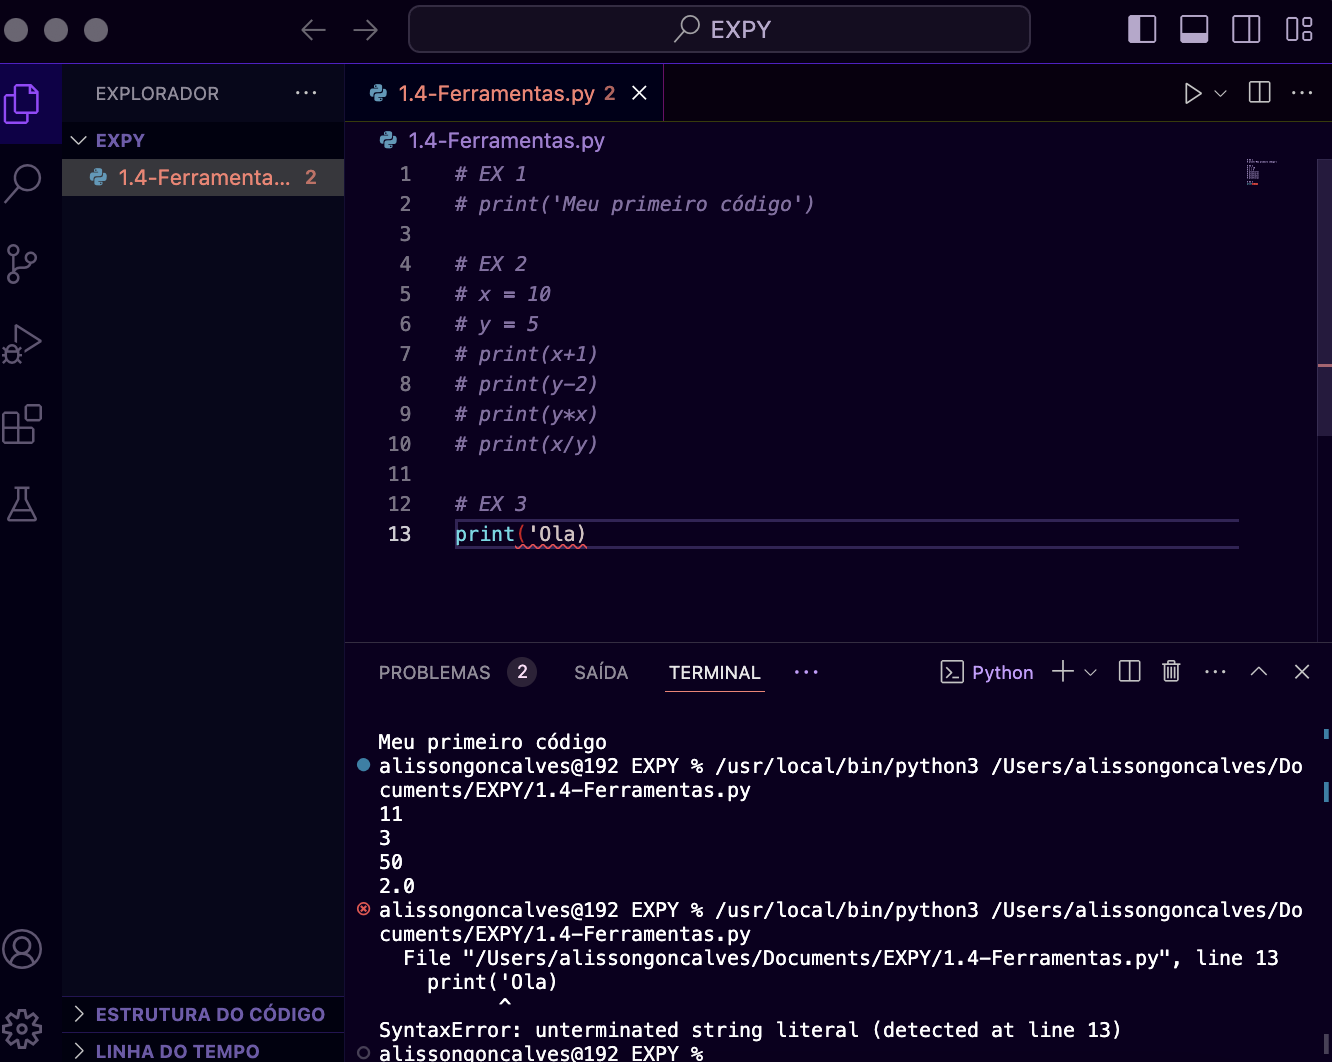 EXPY
EXPLORADOR ···
EXPY
1.4-Ferramenta... 2
ESTRUTURA DO CÓDIGO
LINHA DO TEMPO
1.4-Ferramentas.py 2
1.4-Ferramentas.py
1 # EX 1
2 # print('Meu primeiro código')
3
4 # EX 2
5 # x = 10
6 # y = 5
7 # print(x+1)
8 # print(y-2)
9 # print(y*x)
10 # print(x/y)
11
12 # EX 3
13 print('Ola)
PROBLEMAS 2 SAÍDA TERMINAL ··· Python
Meu primeiro código
alissongoncalves@192 EXPY % /usr/local/bin/python3 /Users/alissongoncalves/Do
cuments/EXPY/1.4-Ferramentas.py
11
3
50
2.0
alissongoncalves@192 EXPY % /usr/local/bin/python3 /Users/alissongoncalves/Do
cuments/EXPY/1.4-Ferramentas.py
  File "/Users/alissongoncalves/Documents/EXPY/1.4-Ferramentas.py", line 13
    print('Ola)
          ^
SyntaxError: unterminated string literal (detected at line 13)
alissongoncalves@192 EXPY %